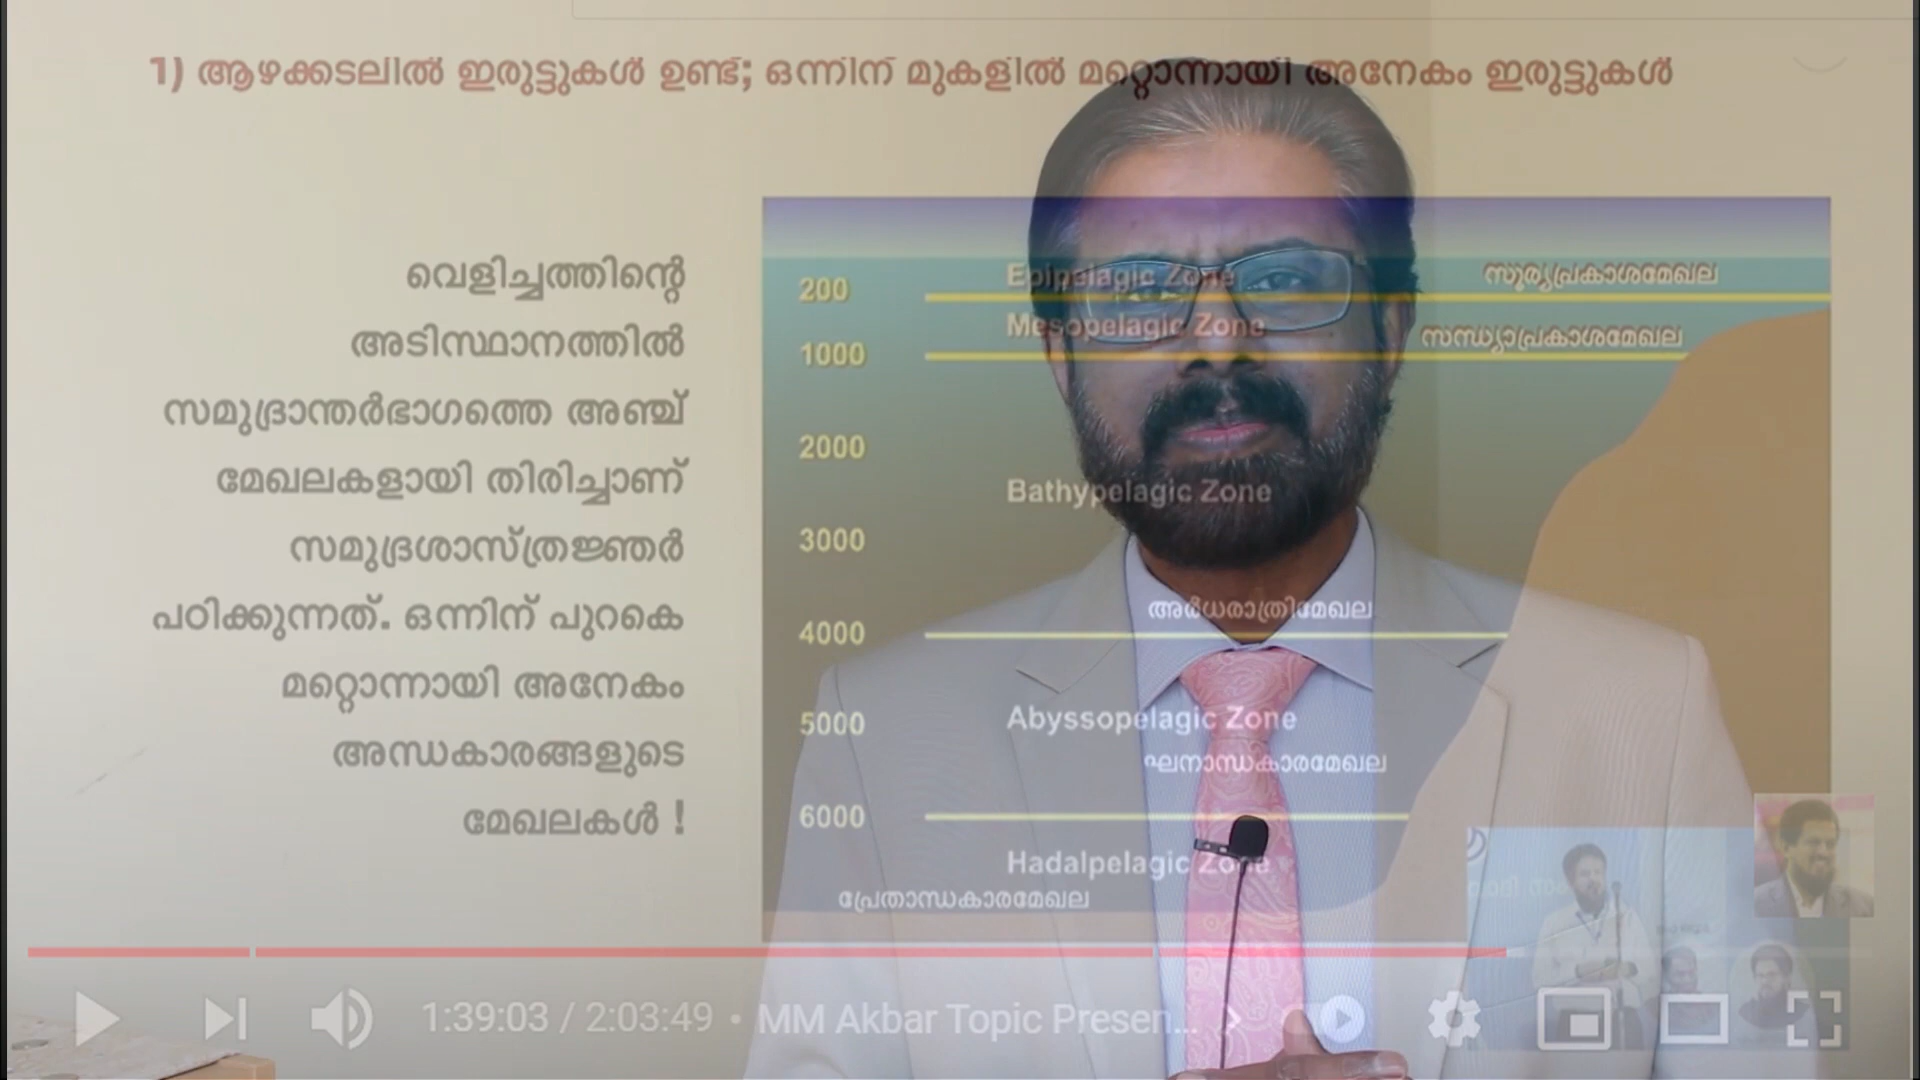 1) ആഴക്കടലിൽ ഇരുട്ടുകൾ ഉണ്ട്; ഒന്നിന് മുകളിൽ മറ്റൊന്നായി അനേകം ഇരുട്ടുകൾ
വെളിച്ചത്തിന്റെ
അടിസ്ഥാനത്തിൽ
സമുദ്രാന്തർഭാഗത്തെ അഞ്ച്
മേഖലകളായി തിരിച്ചാണ്
സമുദ്രശാസ്ത്രജ്ഞർ
പഠിക്കുന്നത്. ഒന്നിന് പുറകെ
മറ്റൊന്നായി അനേകം
അന്ധകാരങ്ങളുടെ
മേഖലകൾ !
200 Epipelagic Zone സൂര്യപ്രകാശമേഖല
Mesopelagic Zone സന്ധ്യാപ്രകാശമേഖല
1000
2000
Bathypelagic Zone
3000
അർധരാത്രിമേഖല
4000
5000 Abyssopelagic Zone
ഘനാന്ധകാരമേഖല
6000
Hadalpelagic Zone
പ്രേതാന്ധകാരമേഖല
1:39:03 / 2:03:49 • MM Akbar Topic Presen...